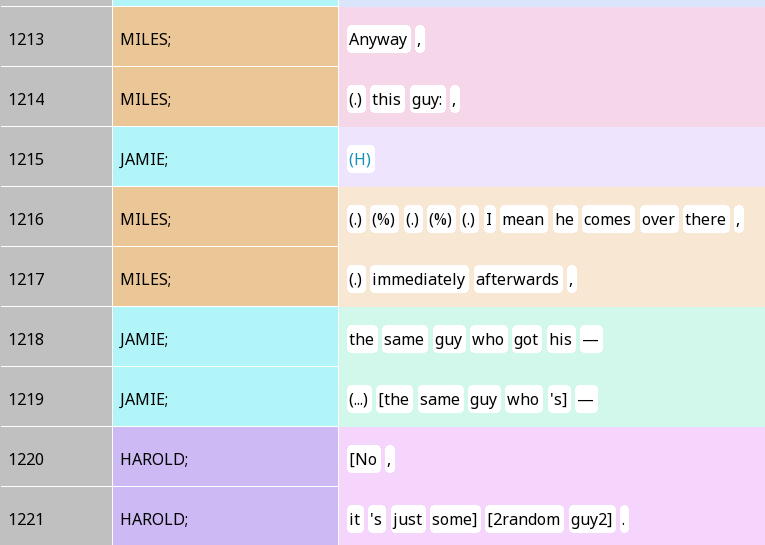 1213 MILES; Anyway ,
1214 MILES; (.) this guy: ,
1215 JAMIE; (H)
1216 MILES; (.) (%) (.) (%) (.) I mean he comes over there ,
1217 MILES; (.) immediately afterwards ,
1218 JAMIE; the same guy who got his —
1219 JAMIE; (...) [the same guy who 's] —
1220 HAROLD; [No ,
1221 HAROLD; it 's just some] [2random guy2] .